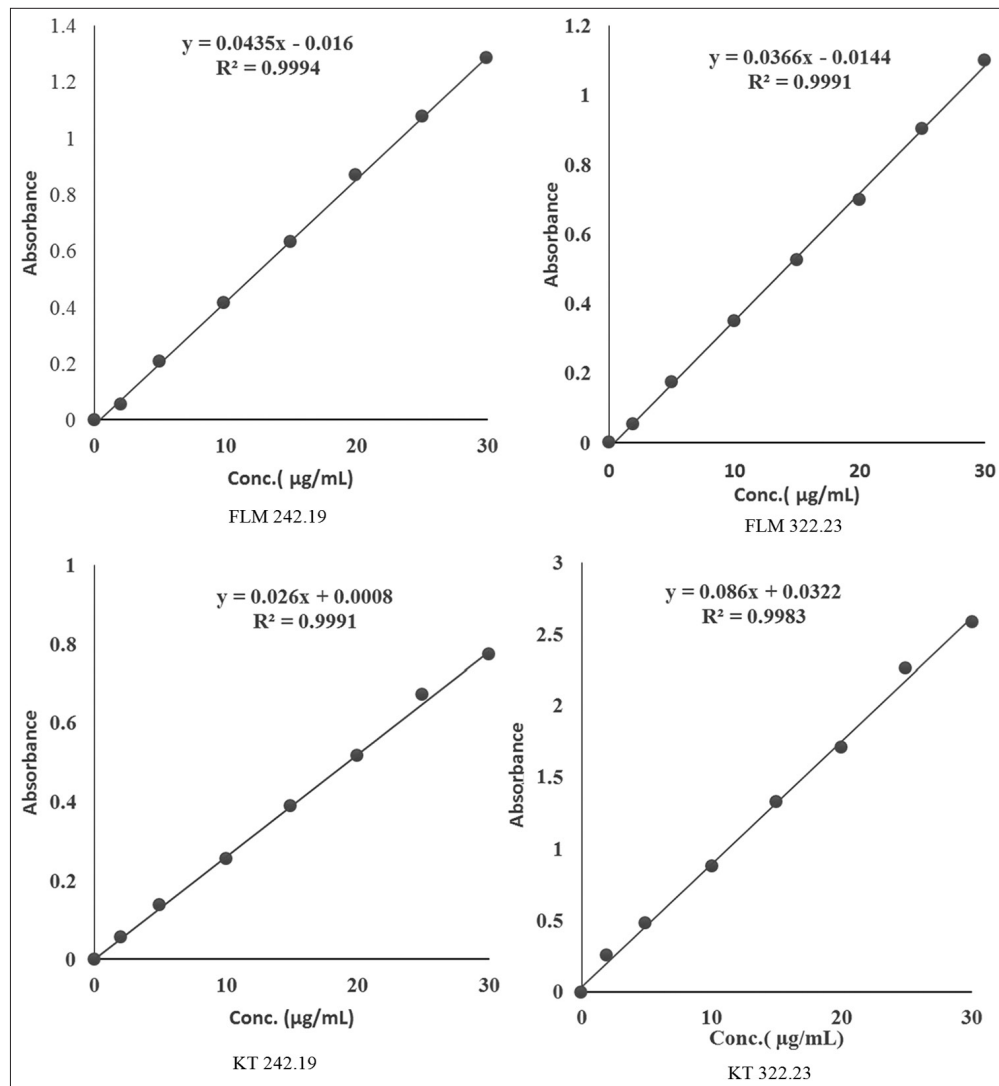 y = 0.0435x - 0.016
R² = 0.9994
1.4
1.2
1
0.8
0.6
0.4
0.2
0
Absorbance
0 10 20 30
Conc.( µg/mL)
FLM 242.19
y = 0.0366x - 0.0144
R² = 0.9991
1.2
1
0.8
0.6
0.4
0.2
0
Absorbance
0 10 20 30
Conc.( µg/mL)
FLM 322.23
y = 0.026x + 0.0008
R² = 0.9991
1
0.8
0.6
0.4
0.2
0
Absorbance
0 10 20 30
Conc. (µg/mL)
KT 242.19
y = 0.086x + 0.0322
R² = 0.9983
3
2.5
2
1.5
1
0.5
0
Absorbance
0 10 20 30
Conc.( µg/mL)
KT 322.23